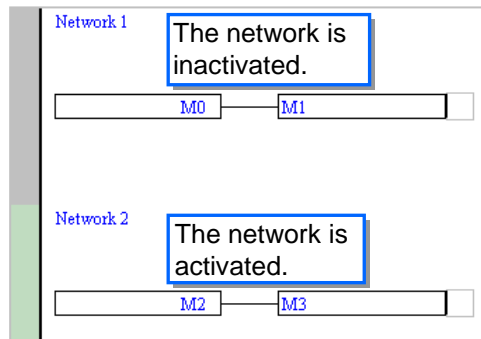 Network 1
The network is
inactivated.
M0 M1
Network 2
The network is
activated.
M2 M3